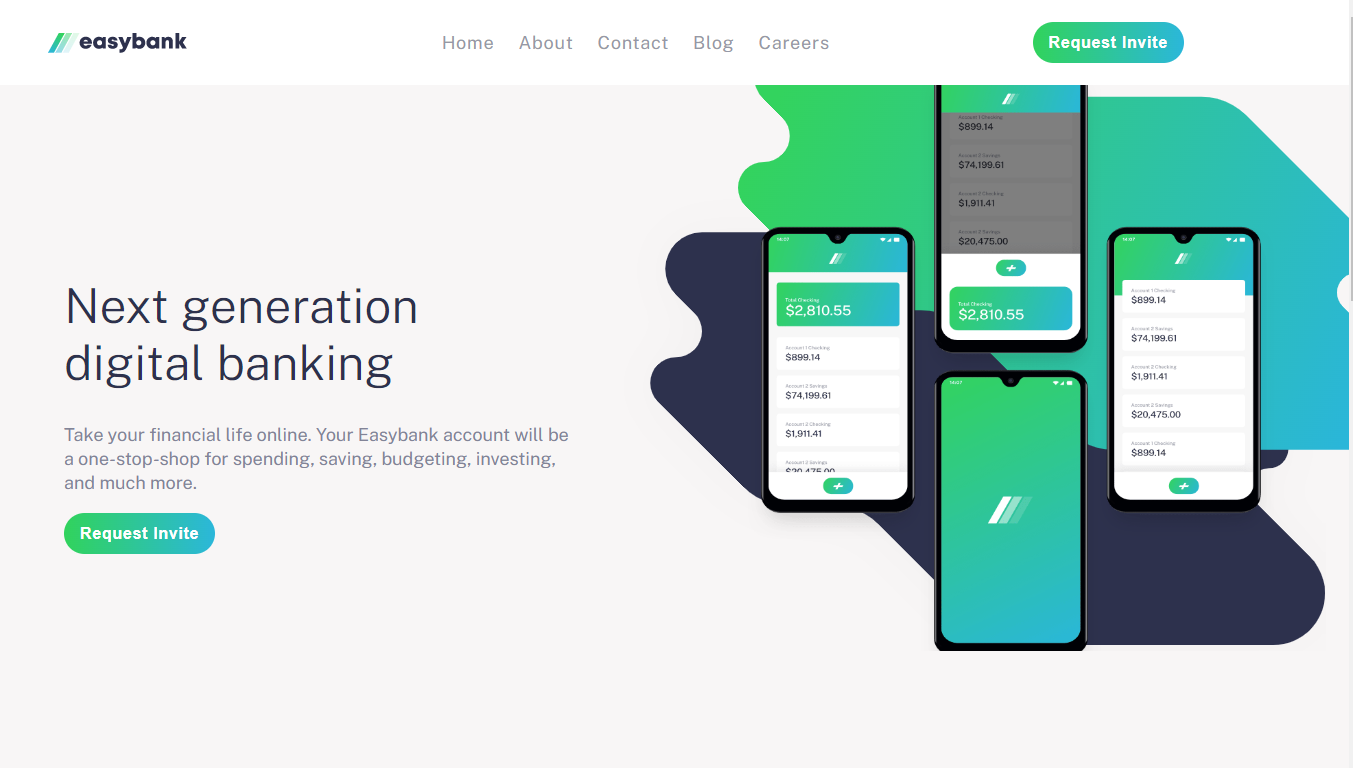 easybank
Home About Contact Blog Careers
Request Invite
Next generation
digital banking
Take your financial life online. Your Easybank account will be
a one-stop-shop for spending, saving, budgeting, investing,
and much more.
Request Invite
Account 1 Checking
$899.14
Account 2 Savings
$74,199.61
Account 2 Checking
$1,911.41
Account 2 Savings
$20,475.00
Total Checking
$2,810.55
14:07
Total Checking
$2,810.55
Account 1 Checking
$899.14
Account 2 Savings
$74,199.61
Account 2 Checking
$1,911.41
Account 2 Savings
$20,475.00
14:07
14:07
Account 1 Checking
$899.14
Account 2 Savings
$74,199.61
Account 2 Checking
$1,911.41
Account 2 Savings
$20,475.00
Account 1 Checking
$899.14